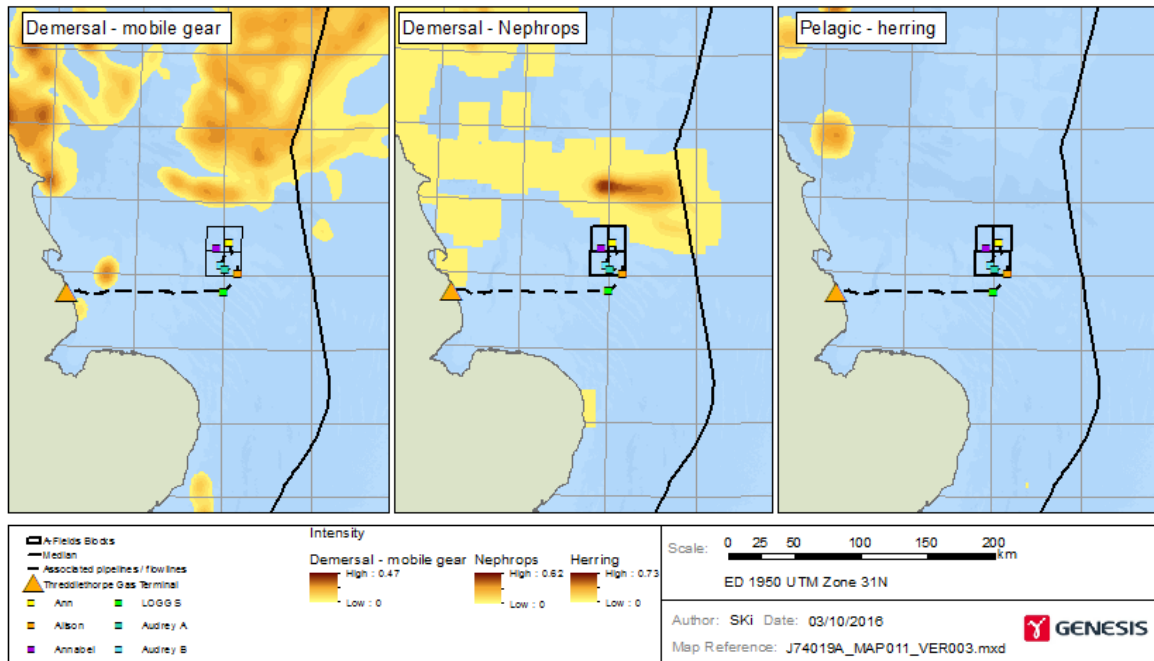 Demersal - mobile gear
Demersal - Nephrops
Pelagic - herring
A-Fields Blocks
Median
Associated pipelines / flowlines
Threddlethorpe Gas Terminal
Ann
LOGGS
Alison
Audrey A
Annabel
Audrey B
Intensity
Demersal - mobile gear
High : 0.47
Low : 0
Nephrops
High : 0.62
Low : 0
Herring
High : 0.73
Low : 0
Scale: 0 25 50 100 150 200 km
ED 1950 UTM Zone 31N
Author: SKi Date: 03/10/2016
Map Reference: J74019A_MAP011_VER003.mxd
GENESIS